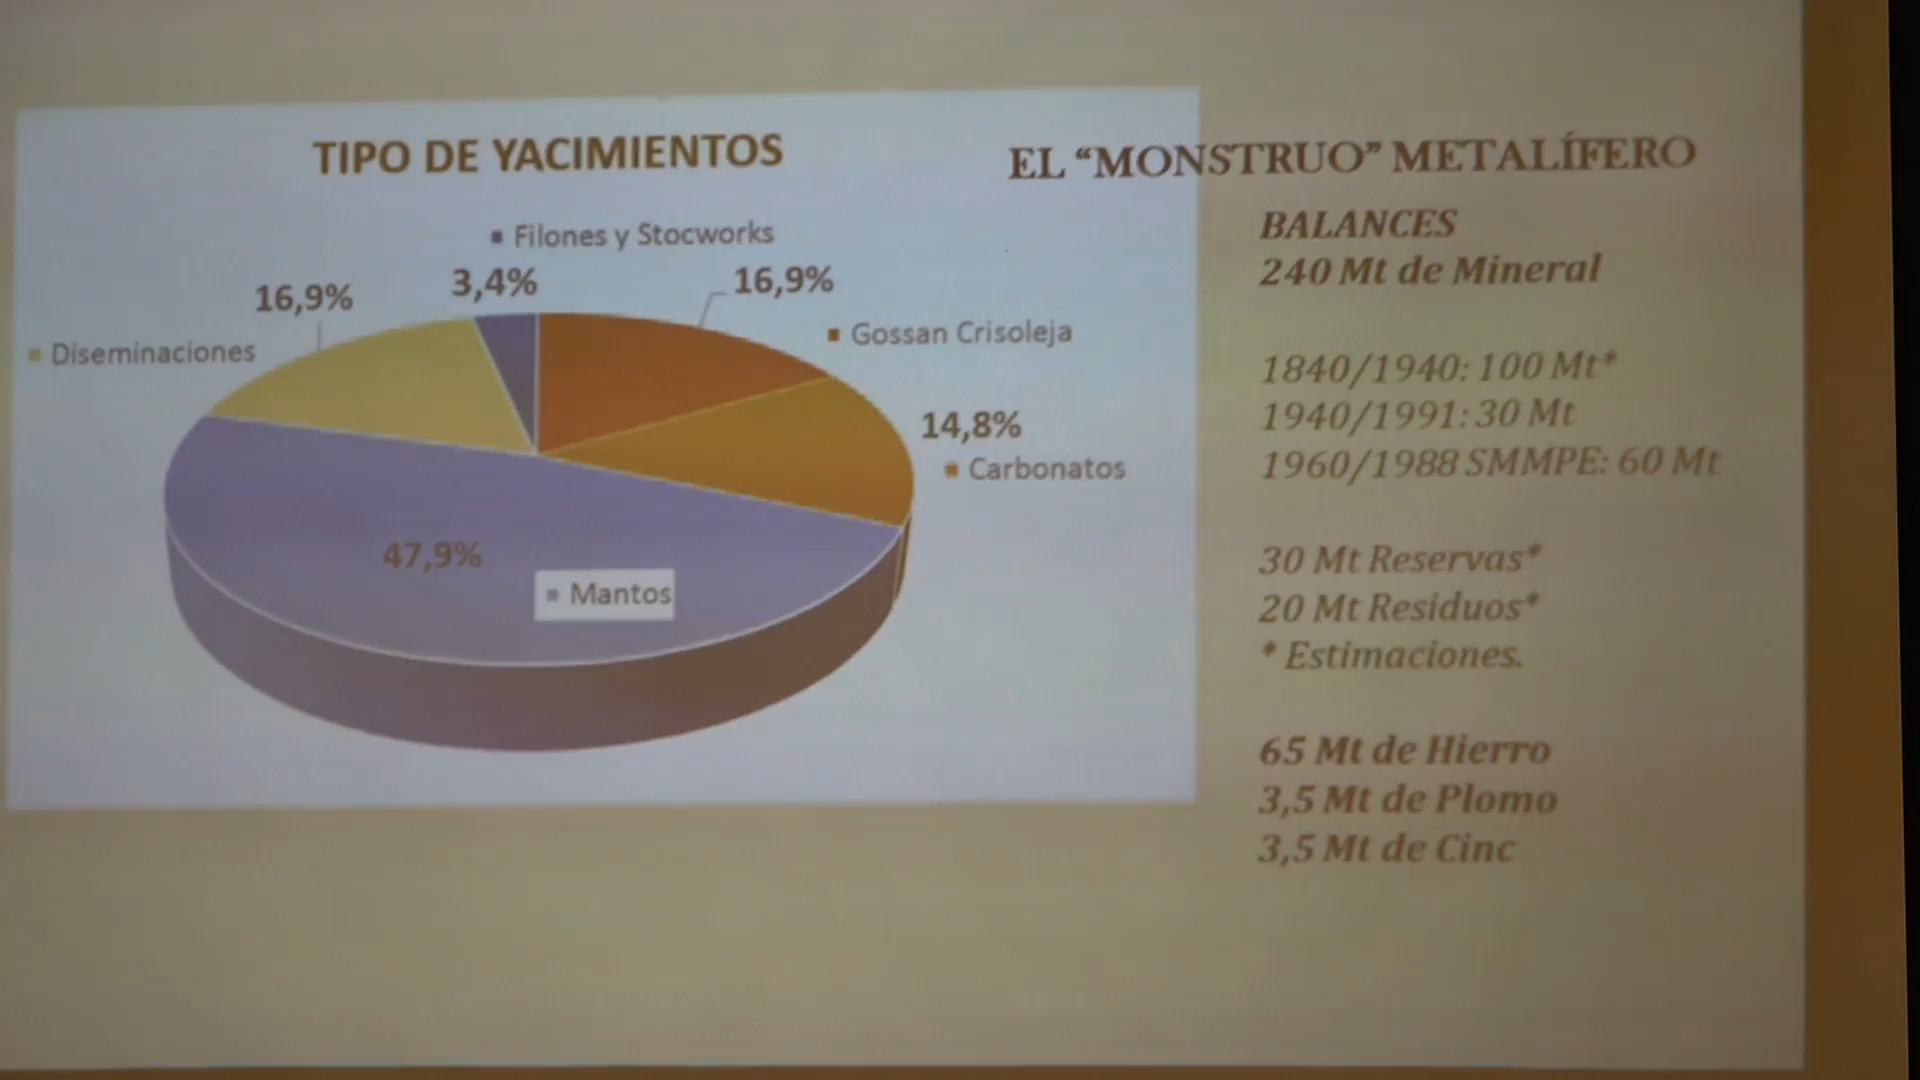 TIPO DE YACIMIENTOS
Filones y Stocworks
3,4%
16,9%
16,9%
Diseminaciones
Gossan Crisoleja
14,8%
Carbonatos
47,9%
Mantos
EL “MONSTRUO” METALÍFERO
BALANCES
240 Mt de Mineral
1840/1940: 100 Mt*
1940/1991: 30 Mt
1960/1988 SMMPE: 60 Mt
30 Mt Reservas*
20 Mt Residuos*
* Estimaciones.
65 Mt de Hierro
3,5 Mt de Plomo
3,5 Mt de Cinc